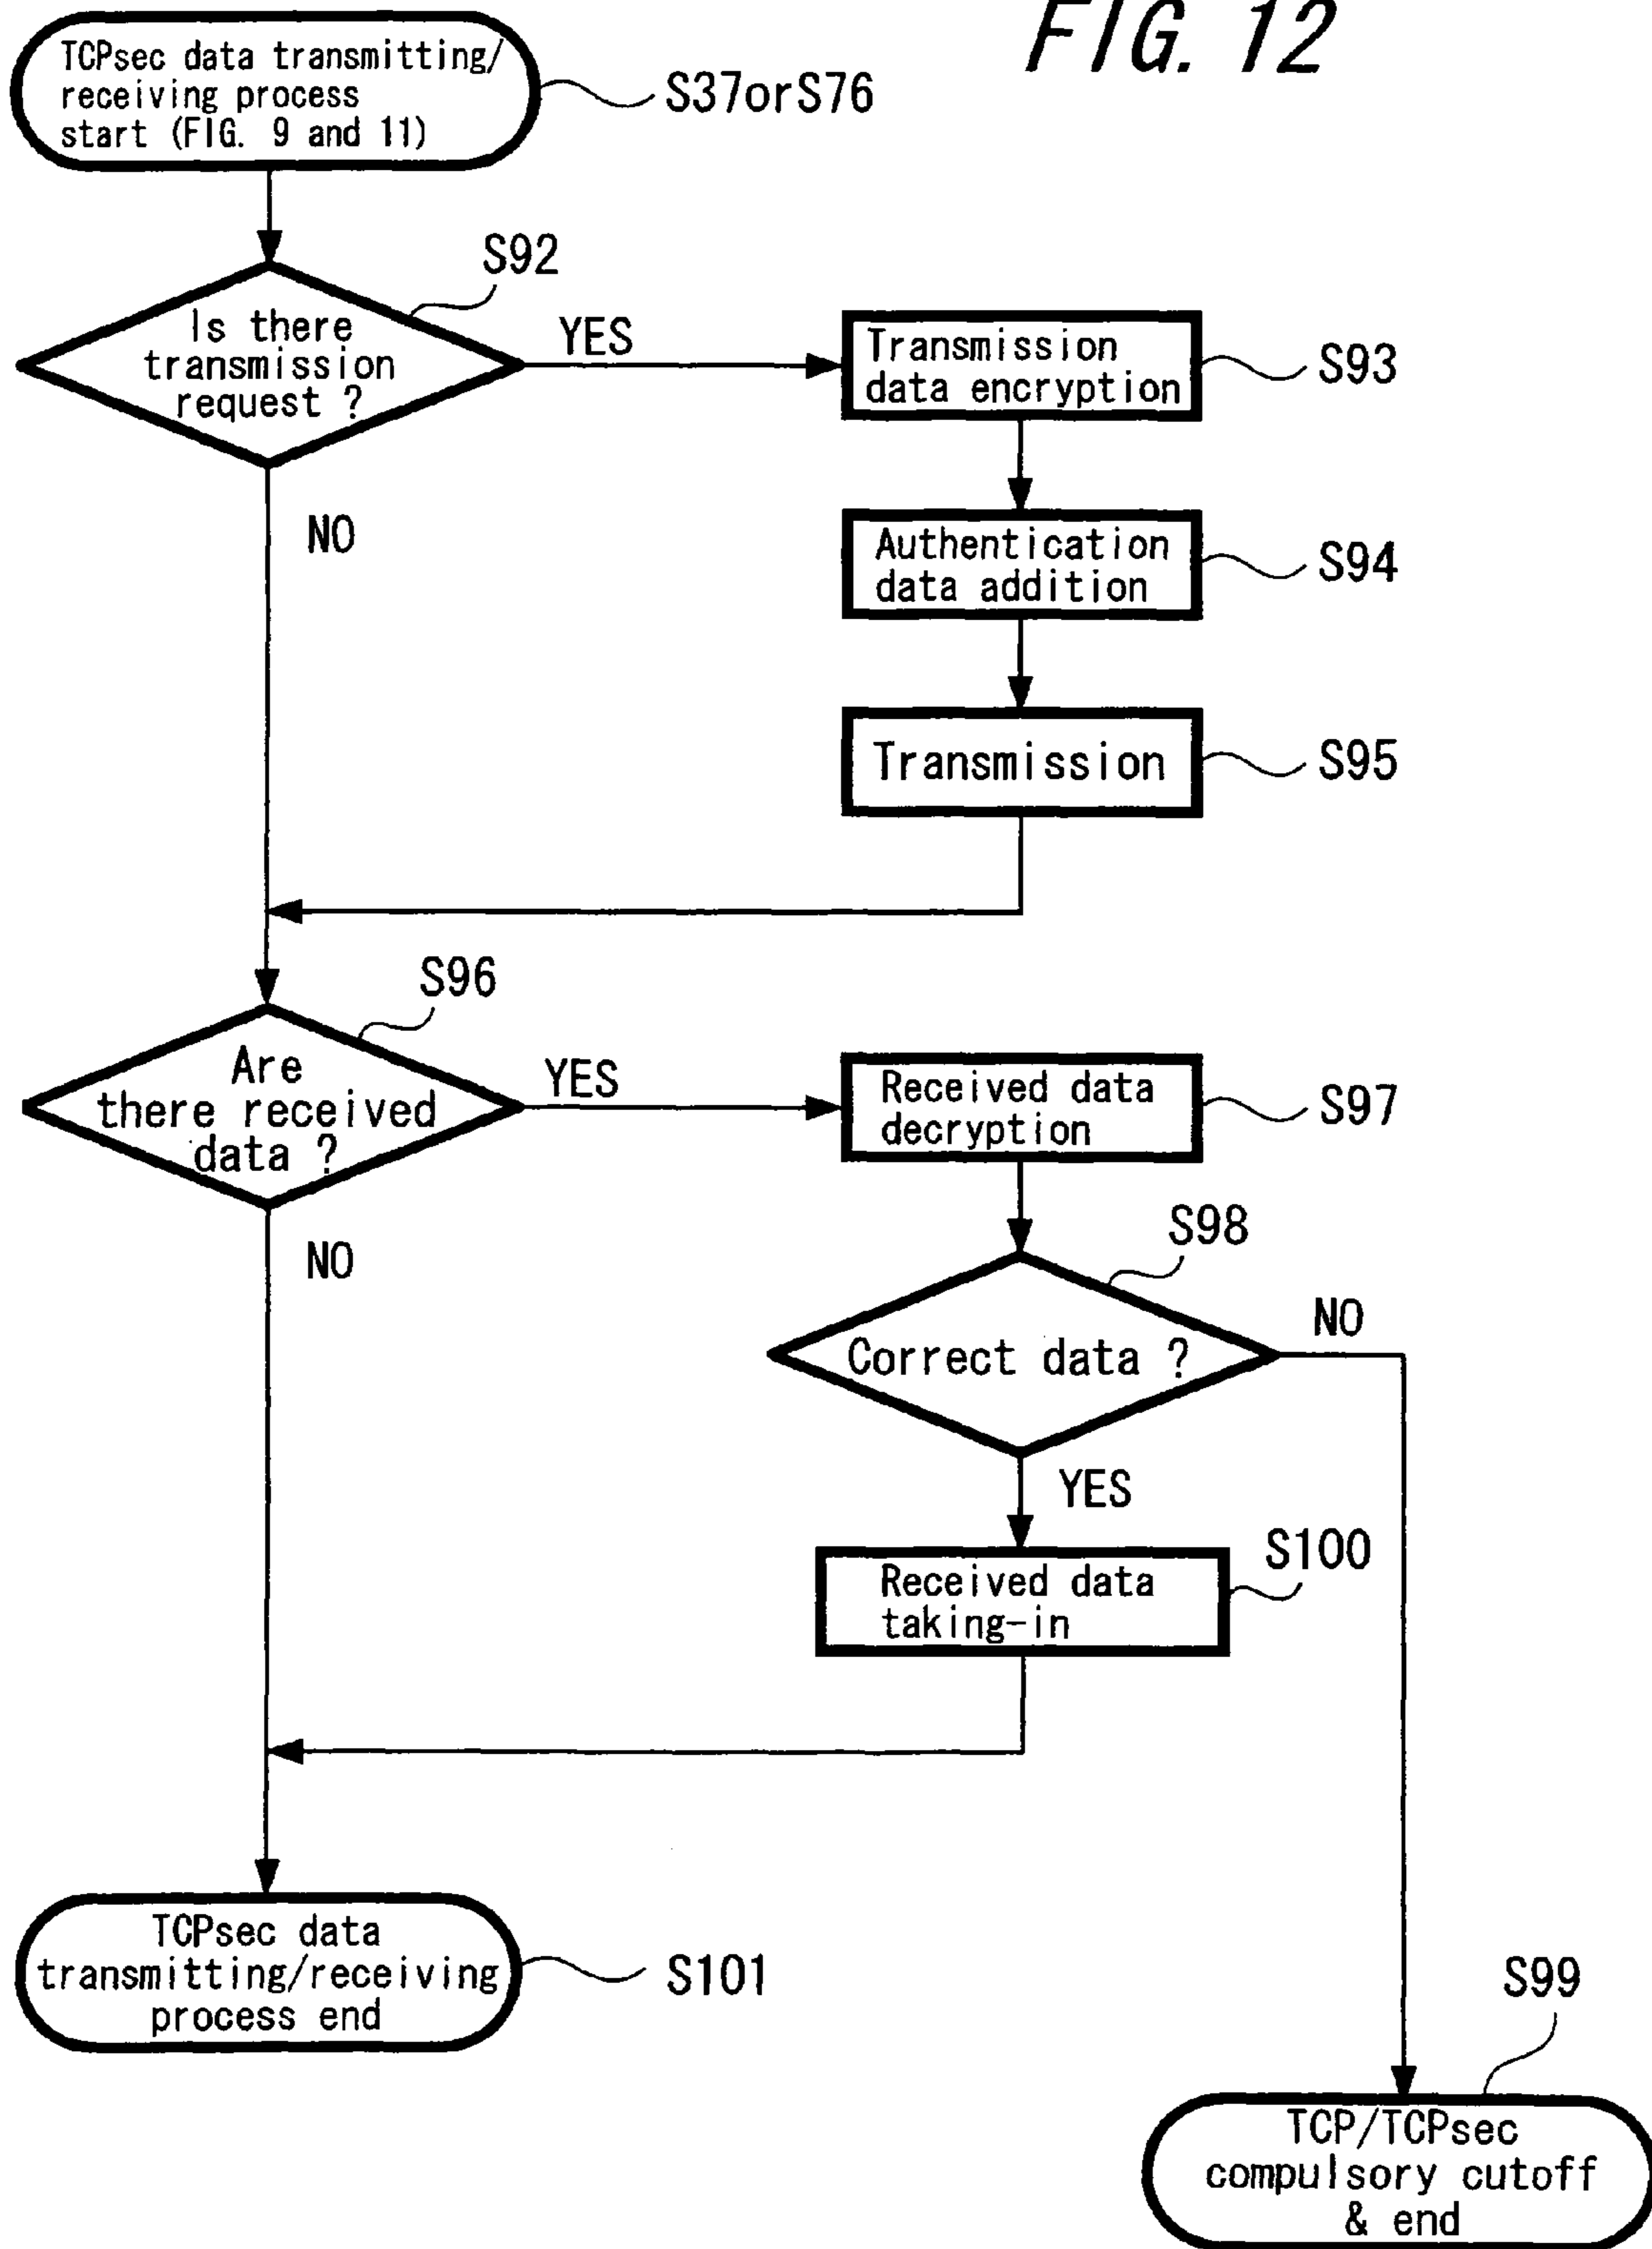 FIG. 12
TCPsec data transmitting/
receiving process
start (FIG. 9 and 11)
S37orS76
S92
Is there
transmission
request ?
YES
Transmission
data encryption
S93
NO
Authentication
data addition
S94
Transmission
S95
S96
Are
there received
data ?
YES
Received data
decryption
S97
NO
S98
Correct data ?
NO
YES
S100
Received data
taking-in
TCPsec data
transmitting/receiving
process end
S101
S99
TCP/TCPsec
compulsory cutoff
& end